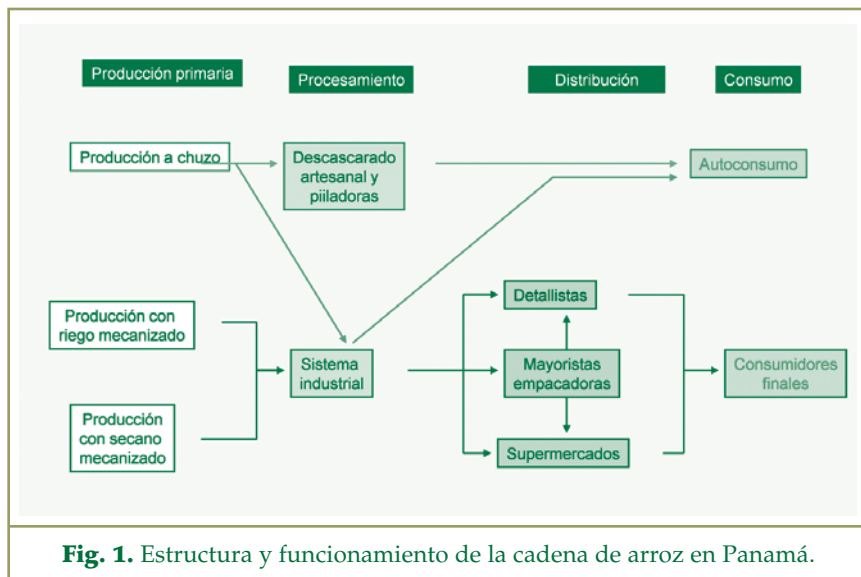 Producción primaria
Procesamiento
Distribución
Consumo
Producción a chuzo
Descascarado
artesanal y
piiladoras
Autoconsumo
Producción con
riego mecanizado
Detallistas
Sistema
industrial
Mayoristas
empacadoras
Consumidores
finales
Producción
con secano
mecanizado
Supermercados
Fig. 1. Estructura y funcionamiento de la cadena de arroz en Panamá.